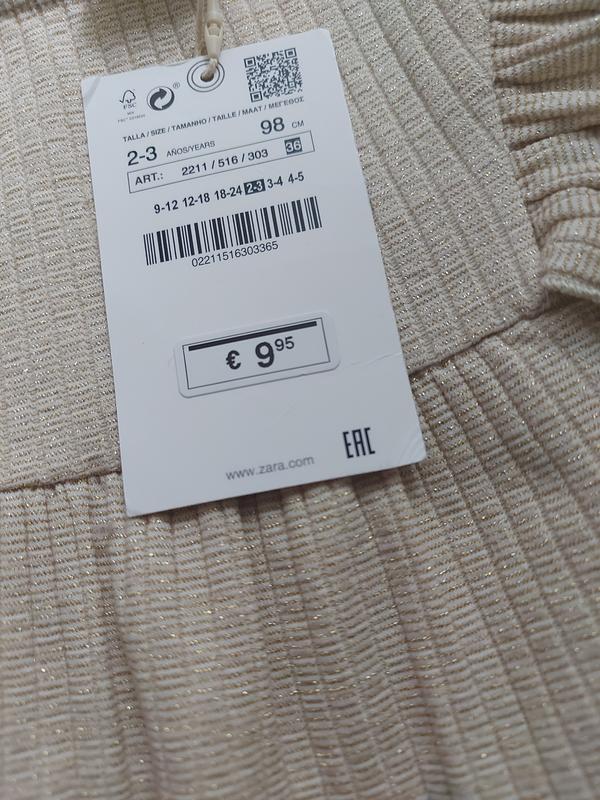 FSC
MIX
®
TALLA / SIZE / TAMANHO / TAILLE / MAAT / ΜΕΓΕΘΟΣ
2-3 AÑOS/YEARS 98 CM
ART.: 2211 / 516 / 303 36
9-12 12-18 18-24 2-3 3-4 4-5
02211516303365
€ 9 95
www.zara.com
EAC